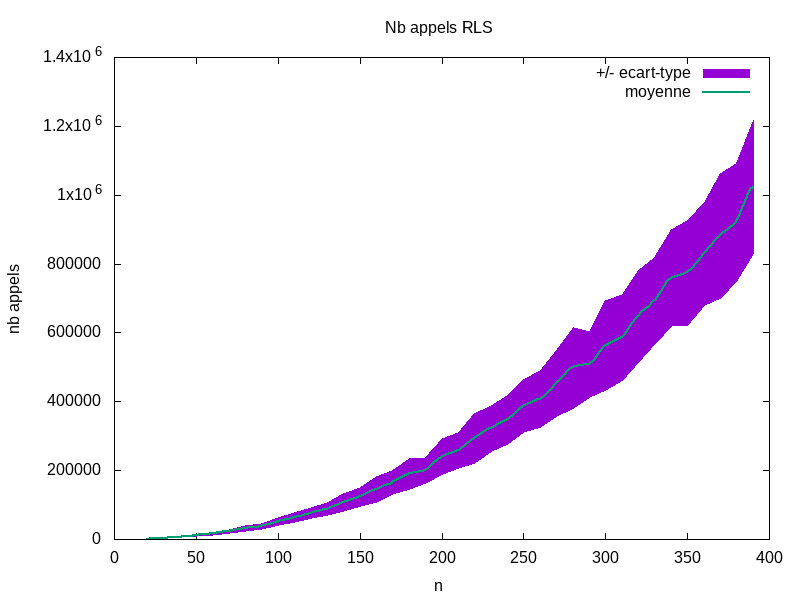 Nb appels RLS
+/- ecart-type
moyenne
nb appels
1.4x10^6
1.2x10^6
1x10^6
800000
600000
400000
200000
0
0 50 100 150 200 250 300 350 400
n